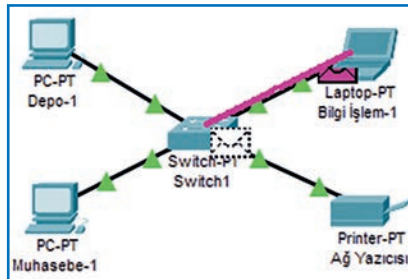 PC-PT
Depo-1
Laptop-PT
Bilgi İşlem-1
Switch-PT
Switch1
PC-PT
Muhasebe-1
Printer-PT
Ağ Yazıcısı